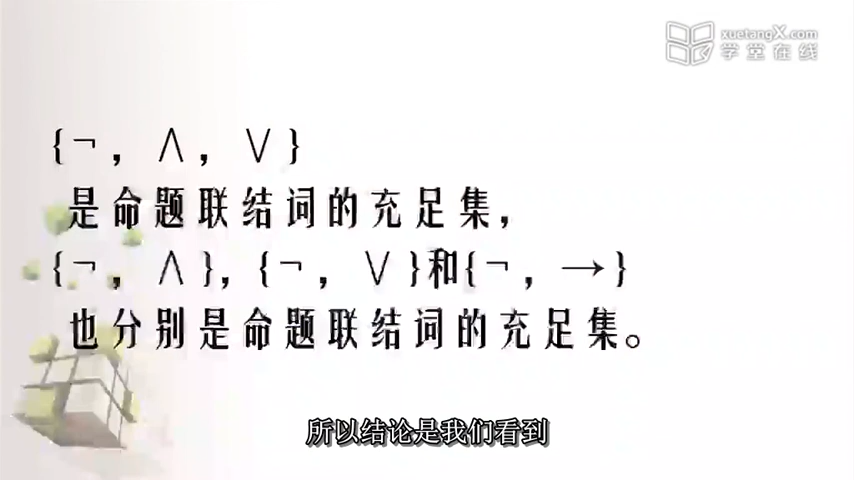 xuetangX.com
学堂在线
{¬，∧，∨}
是命题联结词的充足集，
{¬，∧}，{¬，∨}和{¬，→}
也分别是命题联结词的充足集。
所以结论是我们看到